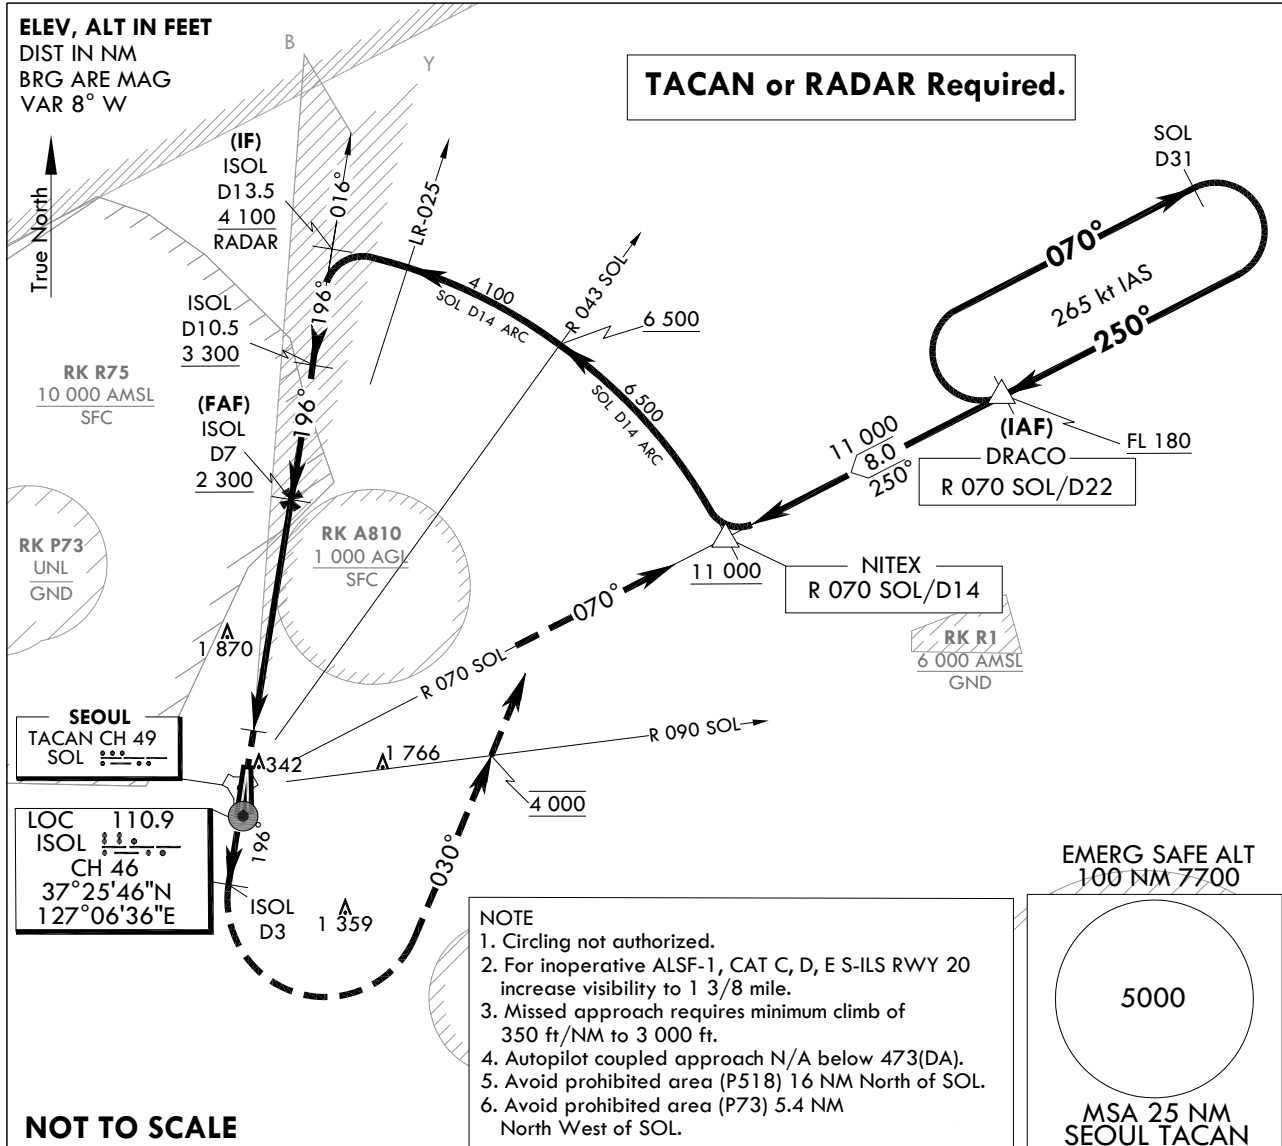 ELEV, ALT IN FEET
DIST IN NM
BRG ARE MAG
VAR 8° W
True North
B
Y
TACAN or RADAR Required.
(IF)
ISOL
D13.5
4 100
RADAR
016°
LR-025
SOL
D31
070°
265 kt IAS
250°
196°
4 100
SOL D14 ARC
R 043 SOL
6 500
ISOL
D10.5
3 300
RK R75
10 000 AMSL
SFC
(FAF)
ISOL
D7
2 300
196°
6 500
SOL D14 ARC
11 000
8.0
250°
(IAF)
DRACO
R 070 SOL/D22
FL 180
RK P73
UNL
GND
RK A810
1 000 AGL
SFC
11 000
NITEX
R 070 SOL/D14
070°
R 070 SOL
RK R1
6 000 AMSL
GND
1 870
SEOUL
TACAN CH 49
SOL
342
1 766
R 090 SOL
4 000
LOC 110.9
ISOL
CH 46
37°25'46"N
127°06'36"E
196°
030°
ISOL
D3
1 359
NOTE
1. Circling not authorized.
2. For inoperative ALSF-1, CAT C, D, E S-ILS RWY 20
increase visibility to 1 3/8 mile.
3. Missed approach requires minimum climb of
350 ft/NM to 3 000 ft.
4. Autopilot coupled approach N/A below 473(DA).
5. Avoid prohibited area (P518) 16 NM North of SOL.
6. Avoid prohibited area (P73) 5.4 NM
North West of SOL.
EMERG SAFE ALT
100 NM 7700
5000
MSA 25 NM
SEOUL TACAN
NOT TO SCALE